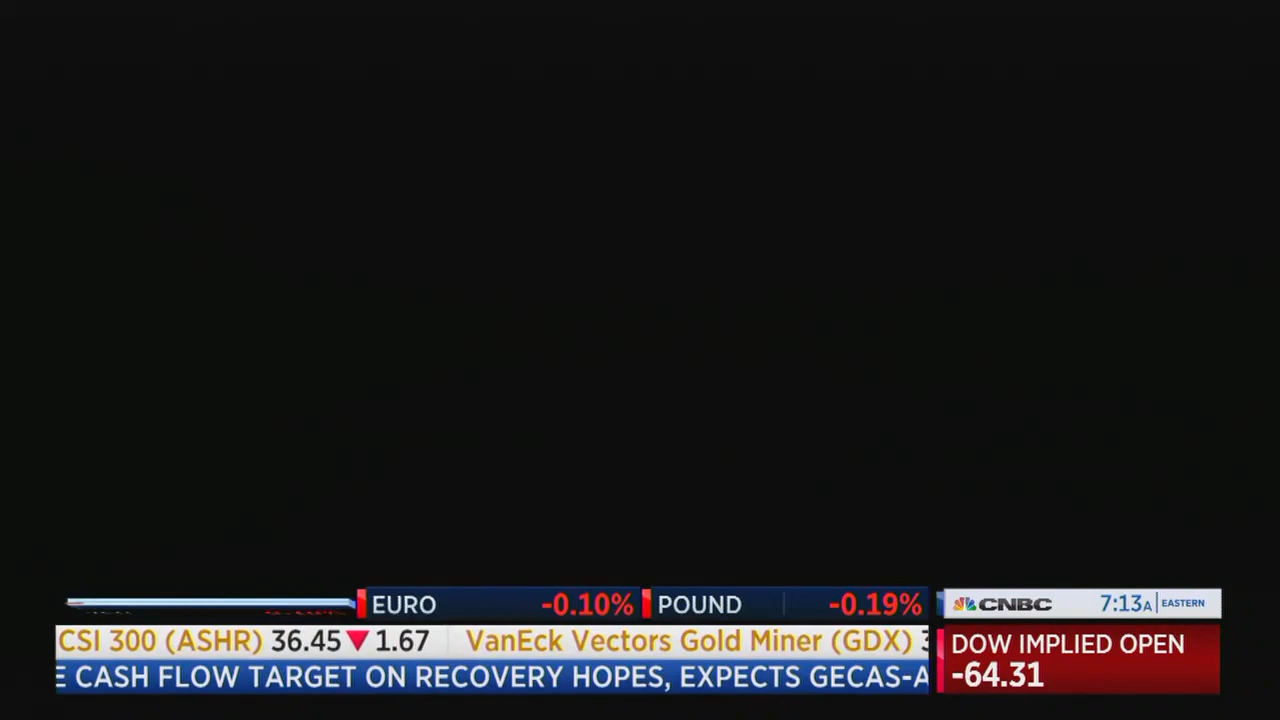 EURO -0.10% POUND -0.19% CNBC 7:13A EASTERN
CSI 300 (ASHR) 36.45 ▼ 1.67 VanEck Vectors Gold Miner (GDX)
CASH FLOW TARGET ON RECOVERY HOPES, EXPECTS GECAS-A
DOW IMPLIED OPEN
-64.31